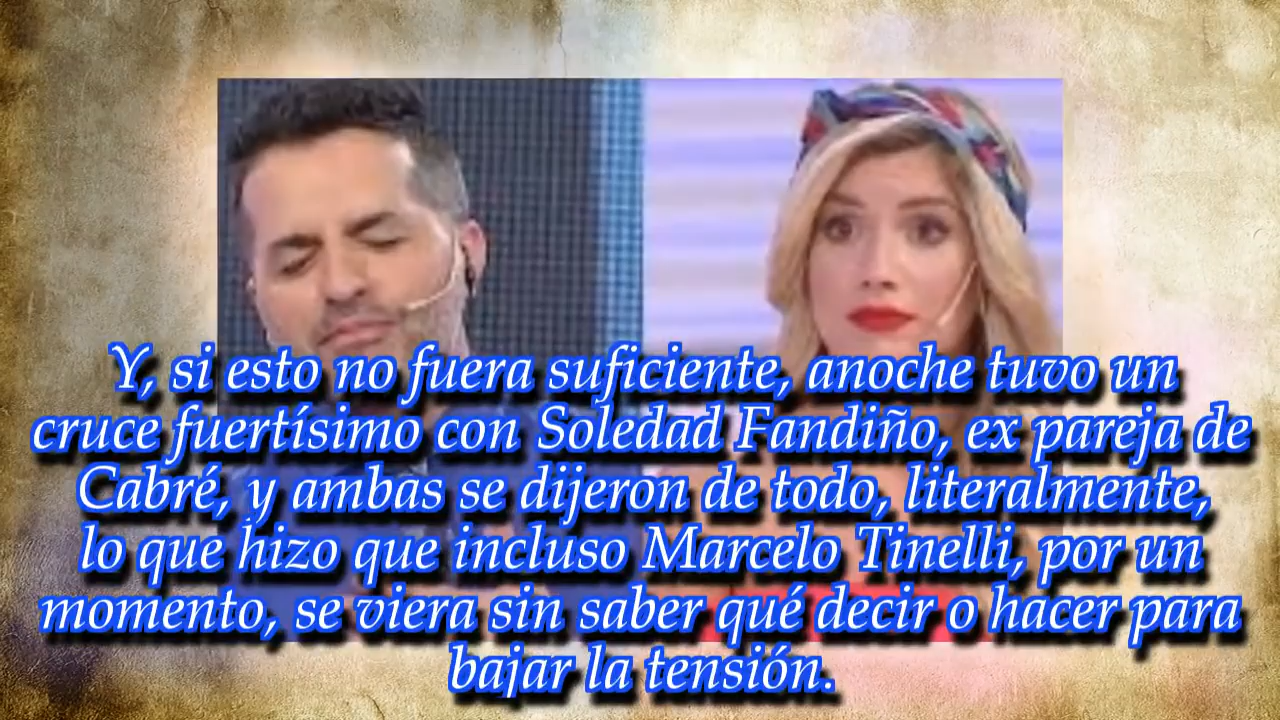 Y, si esto no fuera suficiente, anoche tuvo un
cruce fuertísimo con Soledad Fandiño, ex pareja de
Cabré, y ambas se dijeron de todo, literalmente,
lo que hizo que incluso Marcelo Tinelli, por un
momento, se viera sin saber qué decir o hacer para
bajar la tensión.